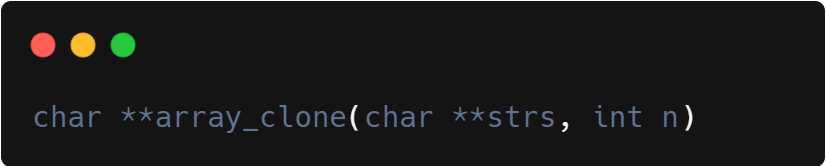 char **array_clone(char **strs, int n)